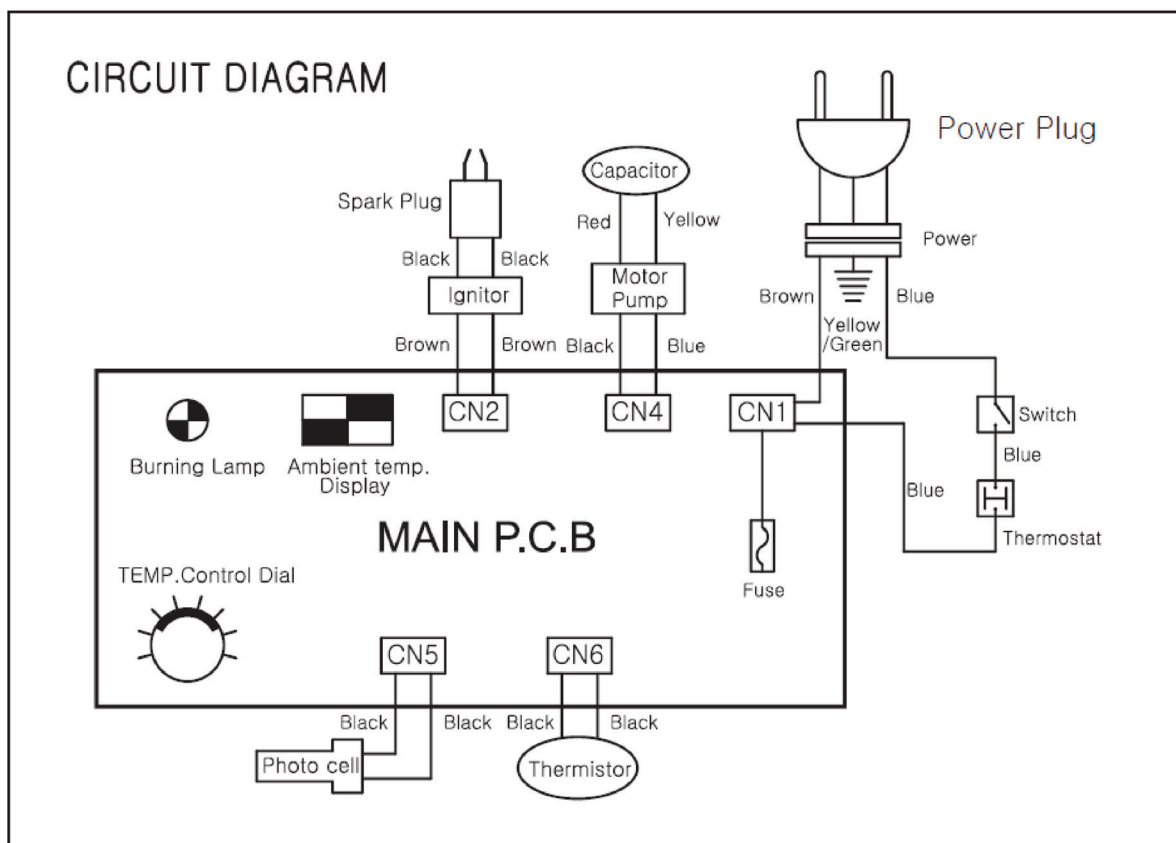 CIRCUIT DIAGRAM
Power Plug
Capacitor
Spark Plug
Red
Yellow
Power
Black
Black
Ignitor
Motor
Pump
Brown
Blue
Yellow
/Green
Brown
Brown
Black
Blue
CN2
CN4
CN1
Switch
Burning Lamp
Ambient temp.
Display
Blue
Blue
MAIN P.C.B
Thermostat
TEMP.Control Dial
Fuse
CN5
CN6
Black
Black
Black
Black
Photo cell
Thermistor